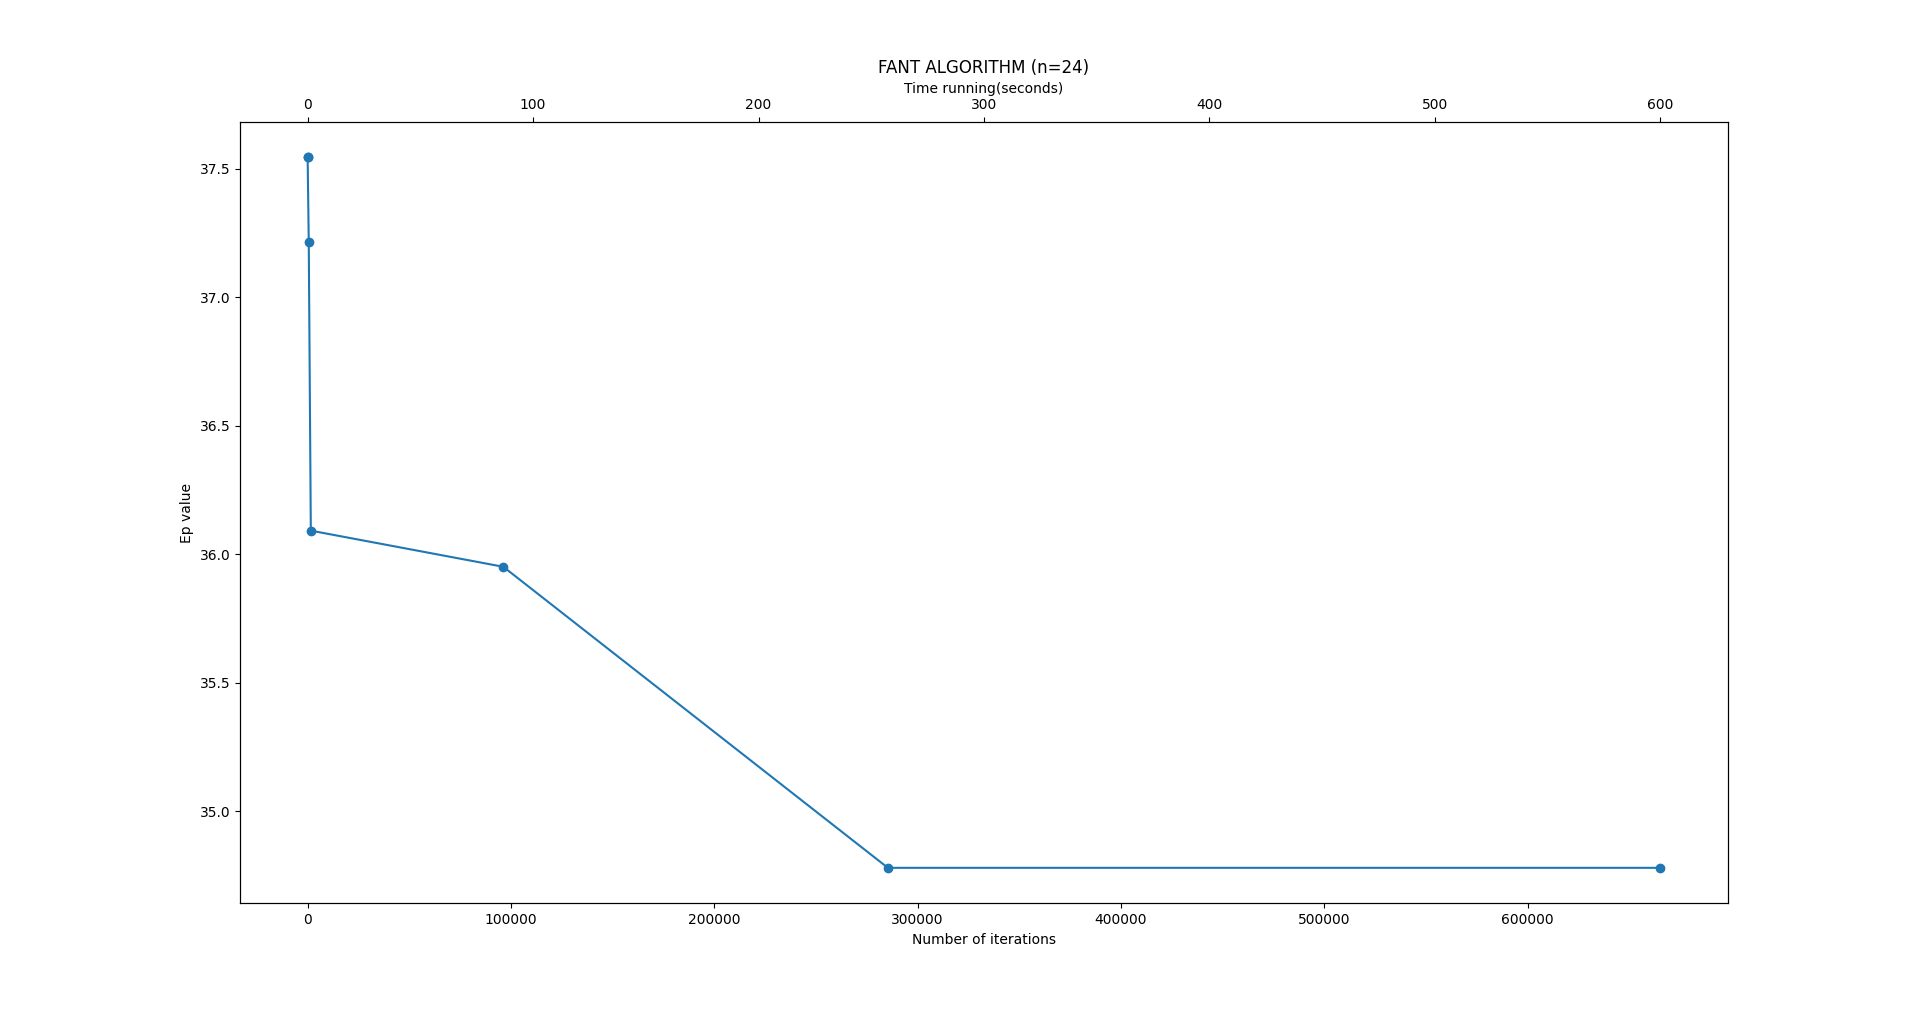 FANT ALGORITHM (n=24)
Time running(seconds)
0 100 200 300 400 500 600
37.5
37.0
36.5
36.0
35.5
35.0
Ep value
0 100000 200000 300000 400000 500000 600000
Number of iterations